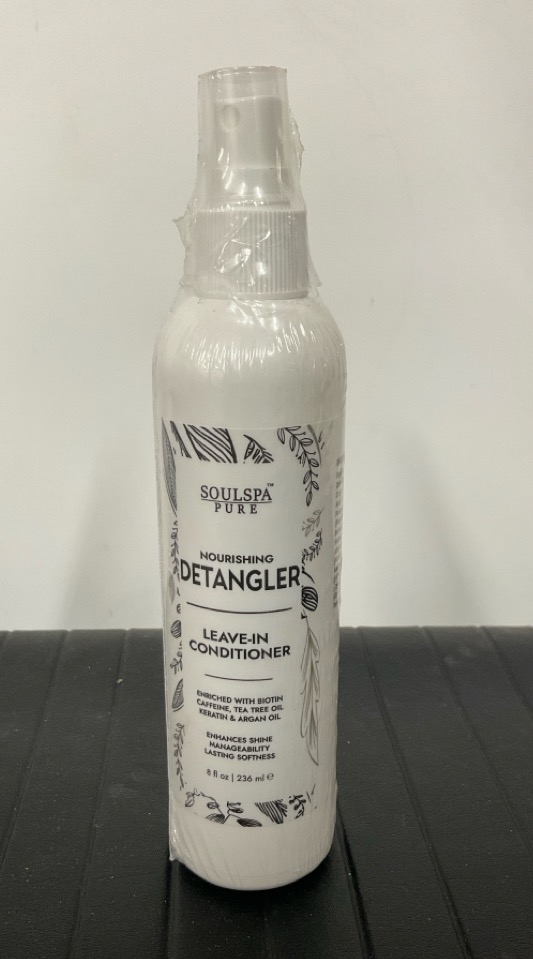 SOULSPA™
PURE
NOURISHING
DETANGLER
LEAVE-IN
CONDITIONER
ENRICHED WITH BIOTIN
CAFFEINE, TEA TREE OIL
KERATIN & ARGAN OIL
ENHANCES SHINE
MANAGEABILITY
LASTING SOFTNESS
8 fl oz | 236 ml ℮